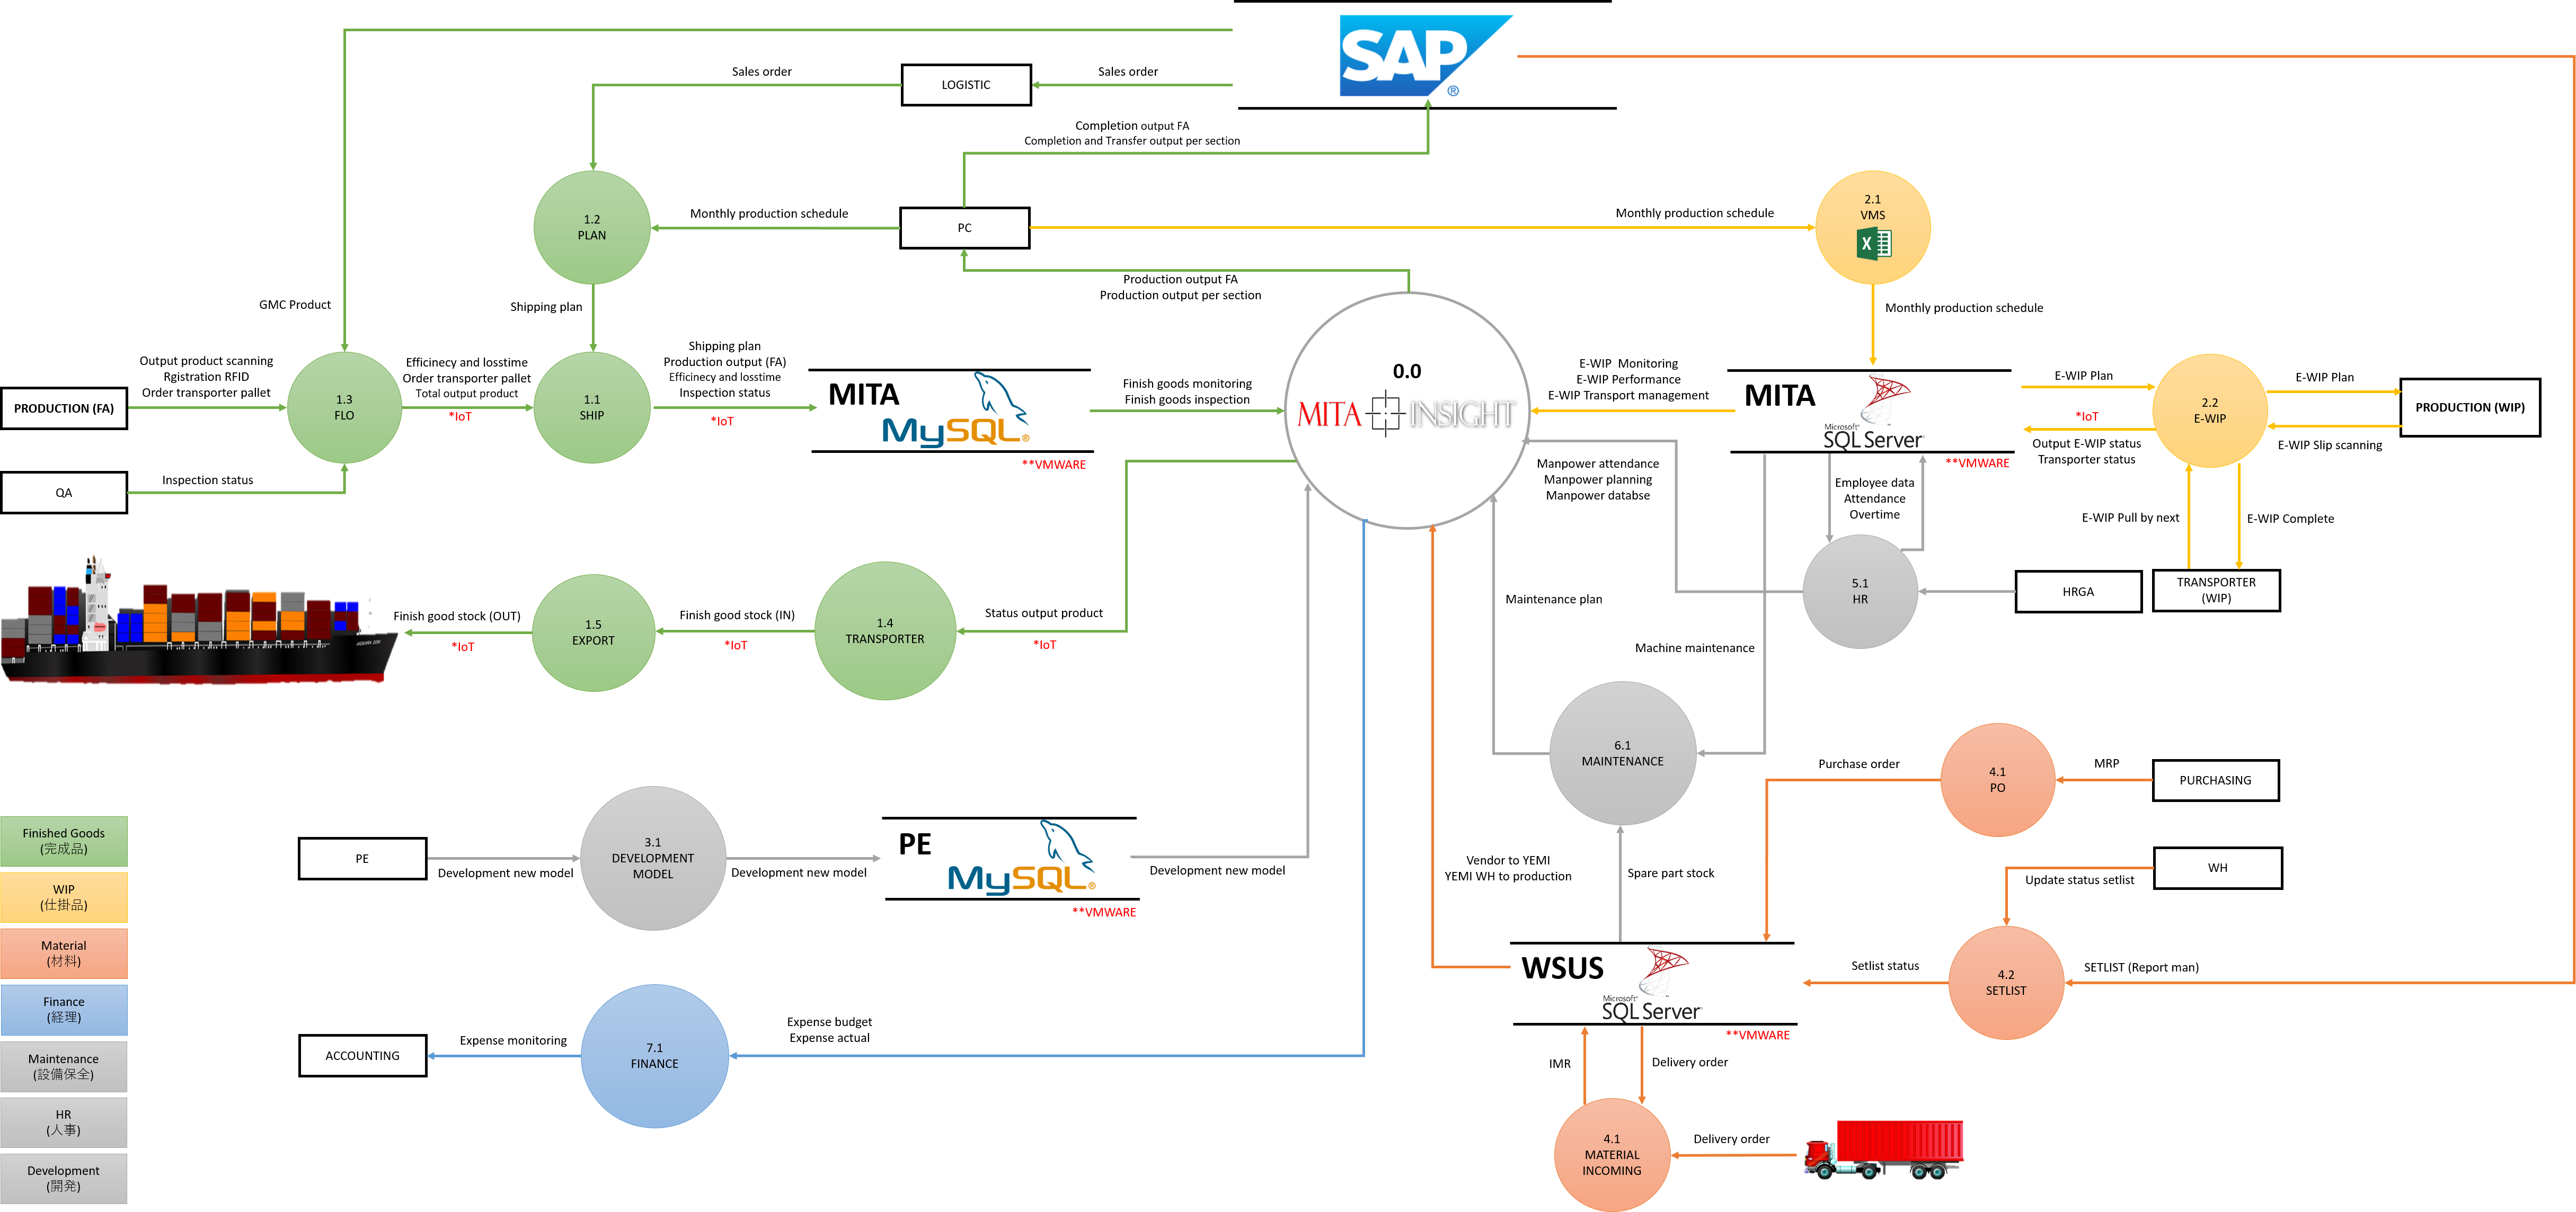 SAP
®
Sales order
LOGISTIC
Sales order
Completion output FA
Completion and Transfer output per section
1.2
PLAN
Monthly production schedule
PC
Monthly production schedule
2.1
VMS
X
Production output FA
Production output per section
GMC Product
Shipping plan
Monthly production schedule
PRODUCTION (FA)
Output product scanning
Rgistration RFID
Order transporter pallet
1.3
FLO
Efficinecy and losstime
Order transporter pallet
Total output product
*IoT
1.1
SHIP
Shipping plan
Production output (FA)
Efficinecy and losstime
Inspection status
*IoT
MITA
MySQL®
**VMWARE
Finish goods monitoring
Finish goods inspection
0.0
MITA INSIGHT
E-WIP  Monitoring
E-WIP Performance
E-WIP Transport management
MITA
Microsoft®
SQL Server
**VMWARE
E-WIP Plan
*IoT
Output E-WIP status
Transporter status
2.2
E-WIP
E-WIP Plan
E-WIP Slip scanning
PRODUCTION (WIP)
QA
Inspection status
Manpower attendance
Manpower planning
Manpower databse
Employee data
Attendance
Overtime
E-WIP Pull by next
E-WIP Complete
Finish good stock (OUT)
*IoT
1.5
EXPORT
Finish good stock (IN)
*IoT
1.4
TRANSPORTER
Status output product
*IoT
Maintenance plan
5.1
HR
HRGA
TRANSPORTER
(WIP)
Machine maintenance
6.1
MAINTENANCE
Purchase order
4.1
PO
MRP
PURCHASING
Finished Goods
(完成品)
WIP
(仕掛品)
Material
(材料)
Finance
(経理)
Maintenance
(設備保全)
HR
(人事)
Development
(開発)
PE
Development new model
3.1
DEVELOPMENT
MODEL
Development new model
PE
MySQL®
**VMWARE
Development new model
Vendor to YEMI
YEMI WH to production
Spare part stock
WH
Update status setlist
WSUS
Microsoft®
SQL Server
**VMWARE
Setlist status
4.2
SETLIST
SETLIST (Report man)
ACCOUNTING
Expense monitoring
7.1
FINANCE
Expense budget
Expense actual
IMR
Delivery order
4.1
MATERIAL
INCOMING
Delivery order